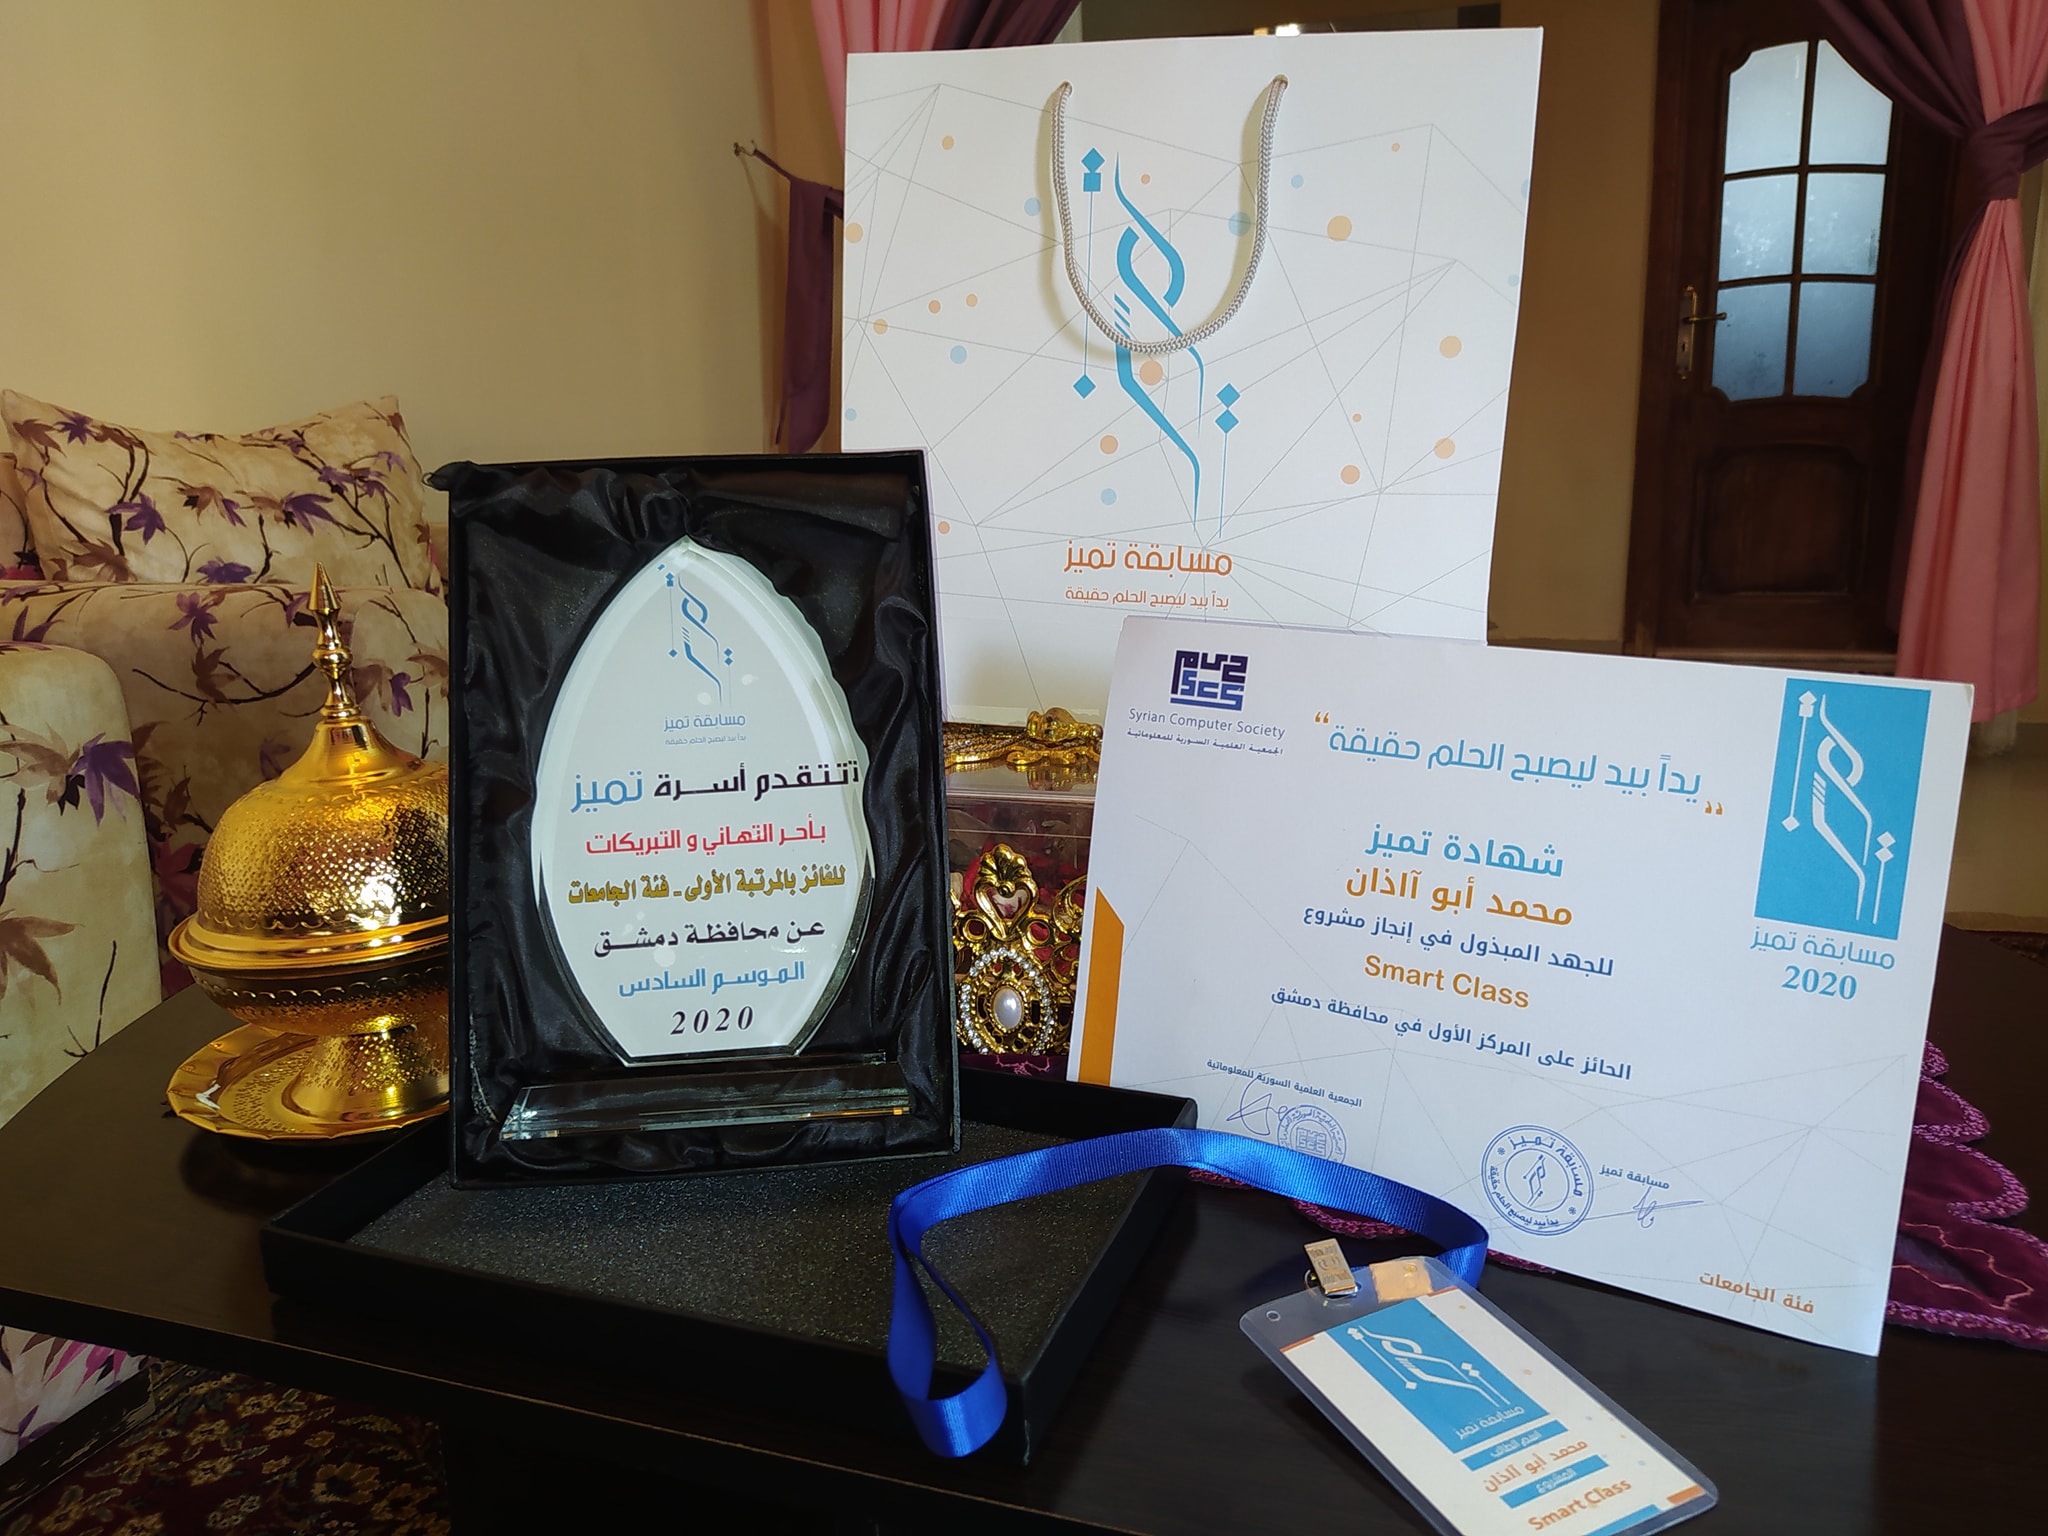 مسابقة تميز
يداً بيد ليصبح الحلم حقيقة
مسابقة تميز
يداً بيد ليصبح الحلم حقيقة
تتقدم أسرة تميز
بأحر التهاني و التبريكات
للفائز بالمرتبة الأولى - فئة الجامعات
عن محافظة دمشق
الموسم السادس
2020
Syrian Computer Society
الجمعية العلمية السورية للمعلوماتية
"يداً بيد ليصبح الحلم حقيقة"
مسابقة تميز
2020
شهادة تميز
محمد أبو آاذان
للجهد المبذول في إنجاز مشروع
Smart Class
الحائز على المركز الأول في محافظة دمشق
الجمعية العلمية السورية للمعلوماتية
مسابقة تميز
مسابقة تميز
يداً بيد ليصبح الحلم حقيقة
فئة الجامعات
مسابقة تميز
اسم الطالب
محمد ابو آاذان
المشروع
Smart Class